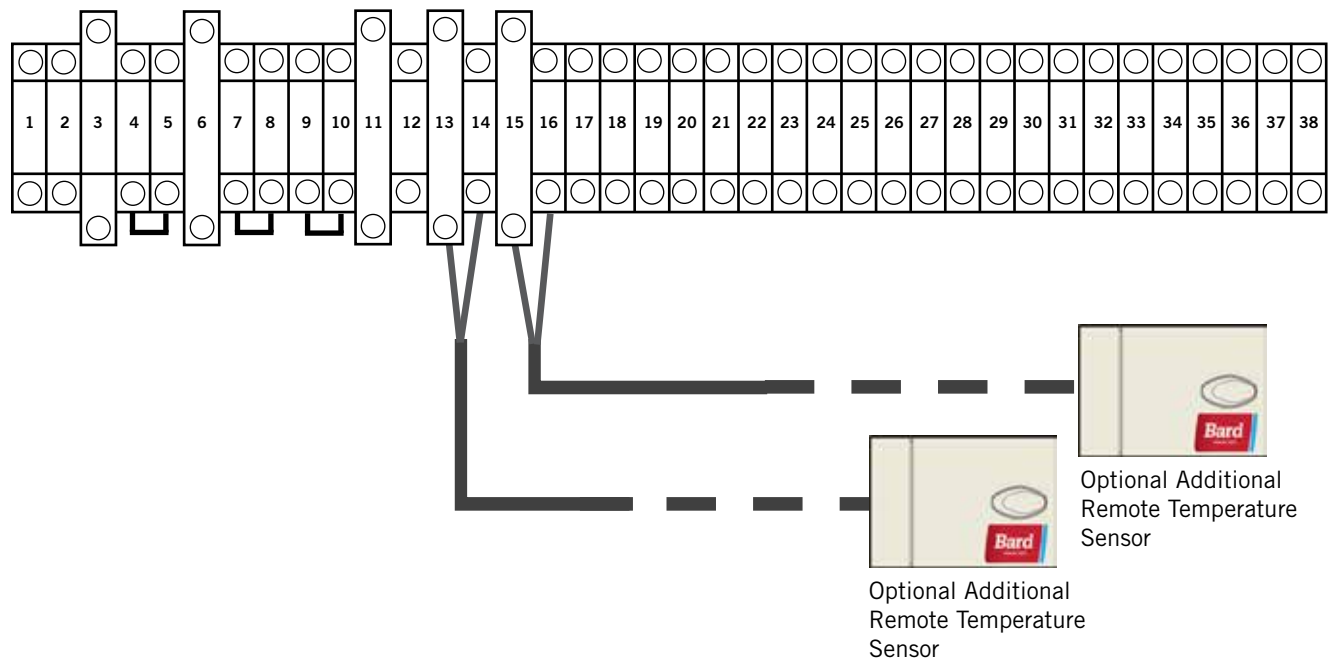 1 2 3 4 5 6 7 8 9 10 11 12 13 14 15 16 17 18 19 20 21 22 23 24 25 26 27 28 29 30 31 32 33 34 35 36 37 38
Bard
Optional Additional
Remote Temperature
Sensor
Bard
Optional Additional
Remote Temperature
Sensor